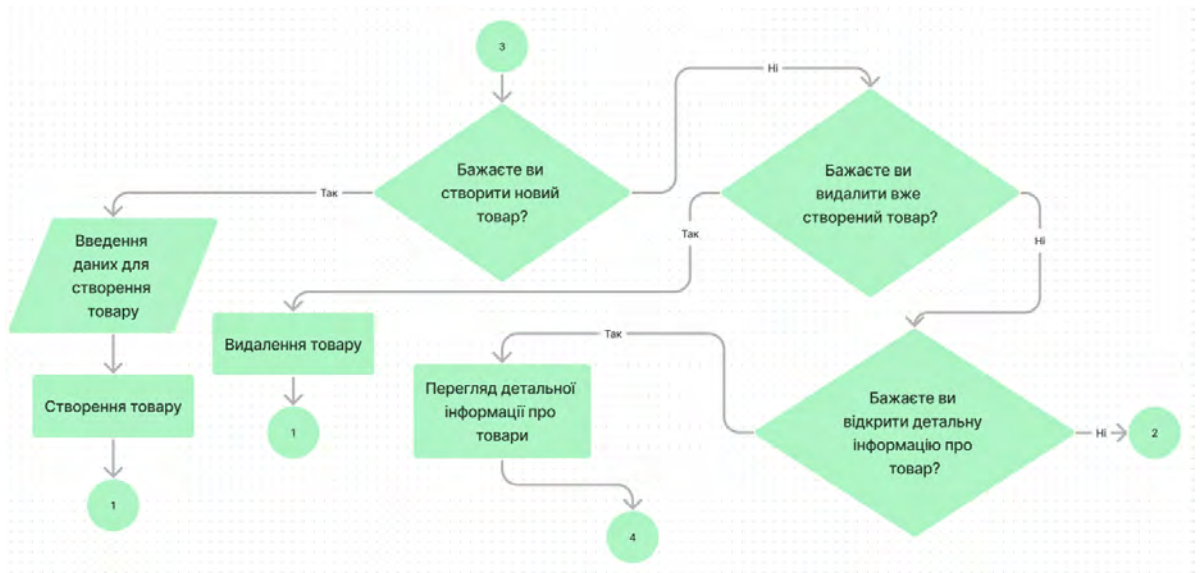 3
Ні
Бажаєте ви
створити новий
товар?
Бажаєте ви
видалити вже
створений товар?
Так
Так
Ні
Введення
даних для
створення
товару
Видалення товару
Так
Створення товару
Перегляд детальної
інформації про
товари
Бажаєте ви
відкрити детальну
інформацію про
товар?
Ні
2
1
1
4